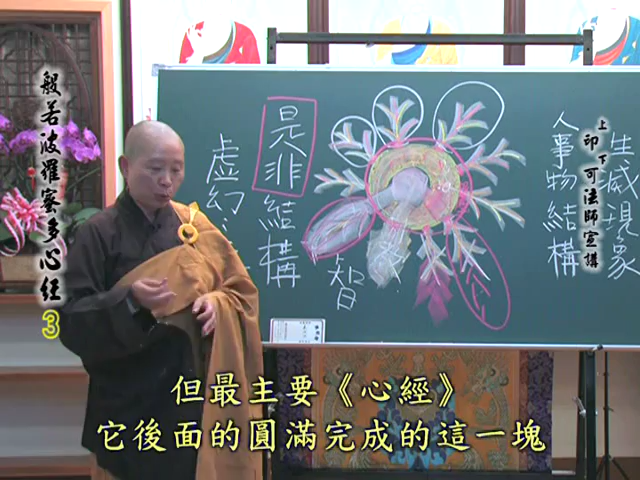 般若波羅蜜多心經
3
上印下可法師宣講
是非結構
虛幻
智
生滅現象
人事物結構
但最主要《心經》
它後面的圓滿完成的這一塊